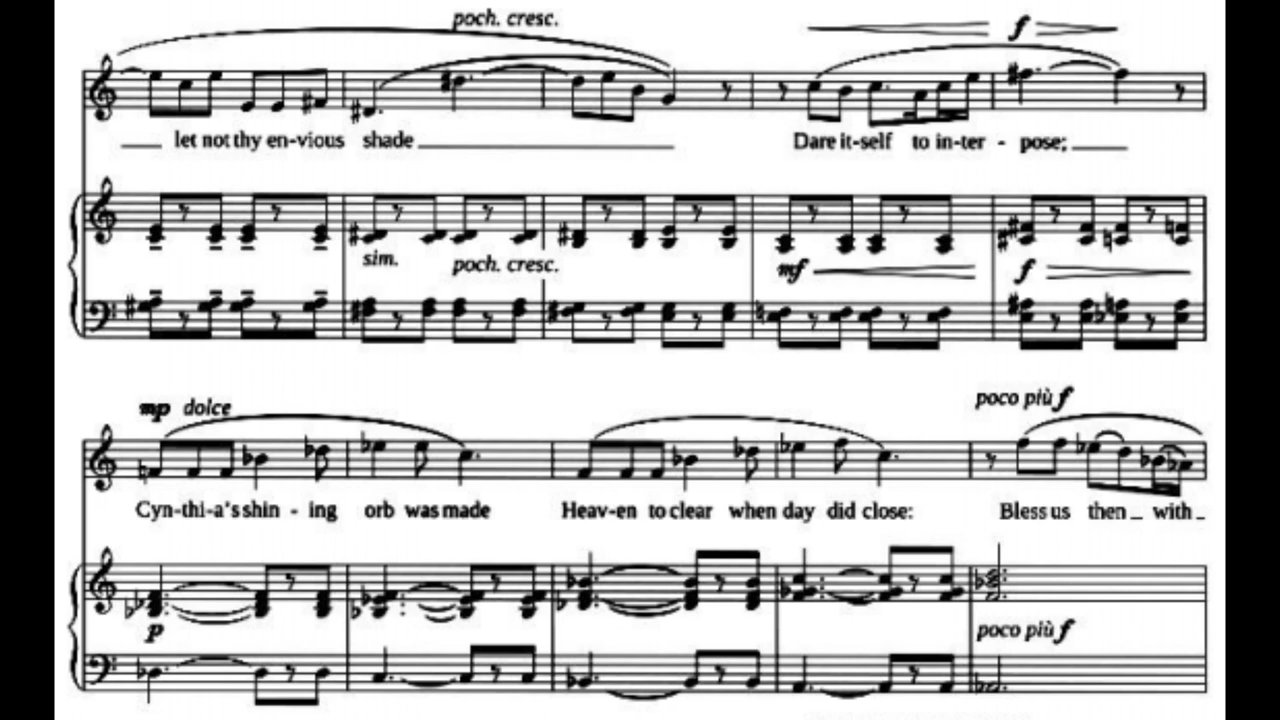 poch. cresc.
f
let not thy en-vious shade
Dare it-self to in-ter - pose;
sim.
poch. cresc.
mf
f
mp dolce
poco più f
Cyn-thi-a's shin - ing orb was made
Heav-en to clear when day did close:
Bless us then _ with _
p
poco più f